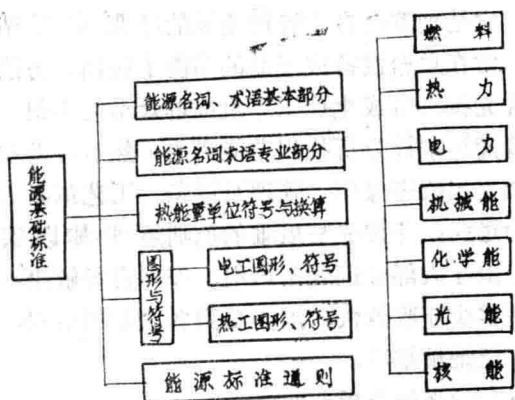 能源基础标准
能源名词、术语基本部分
能源名词术语专业部分
热能量单位符号与换算
图形与符号
电工图形、符号
热工图形、符号
能源标准通则
燃料
热力
电力
机械能
化学能
光能
核能